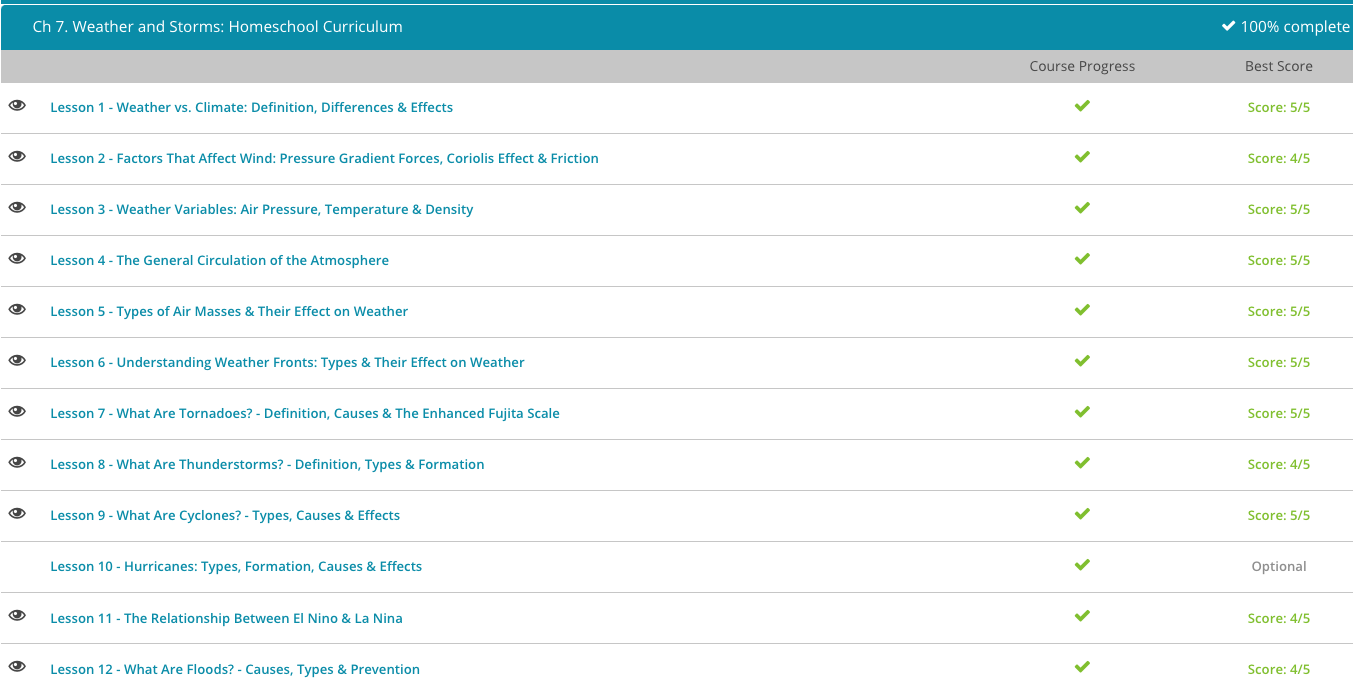 Ch 7. Weather and Storms: Homeschool Curriculum 100% complete
Course Progress Best Score
Lesson 1 - Weather vs. Climate: Definition, Differences & Effects Score: 5/5
Lesson 2 - Factors That Affect Wind: Pressure Gradient Forces, Coriolis Effect & Friction Score: 4/5
Lesson 3 - Weather Variables: Air Pressure, Temperature & Density Score: 5/5
Lesson 4 - The General Circulation of the Atmosphere Score: 5/5
Lesson 5 - Types of Air Masses & Their Effect on Weather Score: 5/5
Lesson 6 - Understanding Weather Fronts: Types & Their Effect on Weather Score: 5/5
Lesson 7 - What Are Tornadoes? - Definition, Causes & The Enhanced Fujita Scale Score: 5/5
Lesson 8 - What Are Thunderstorms? - Definition, Types & Formation Score: 4/5
Lesson 9 - What Are Cyclones? - Types, Causes & Effects Score: 5/5
Lesson 10 - Hurricanes: Types, Formation, Causes & Effects Optional
Lesson 11 - The Relationship Between El Nino & La Nina Score: 4/5
Lesson 12 - What Are Floods? - Causes, Types & Prevention Score: 4/5